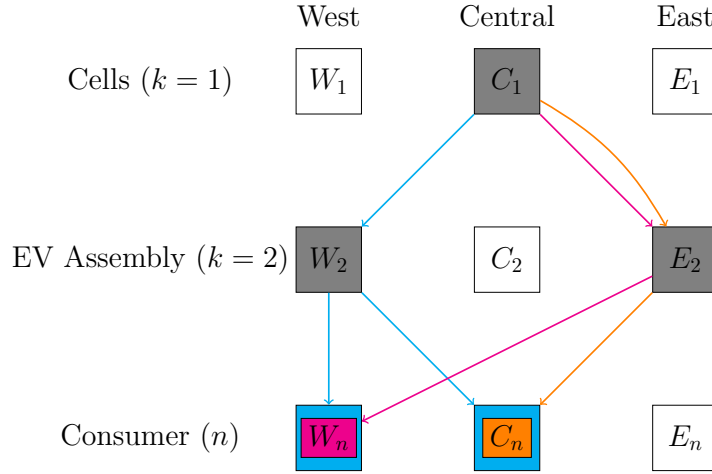 West Central East
Cells (k = 1) W₁ C₁ E₁
EV Assembly (k = 2) W₂ C₂ E₂
Consumer (n) Wₙ Cₙ Eₙ